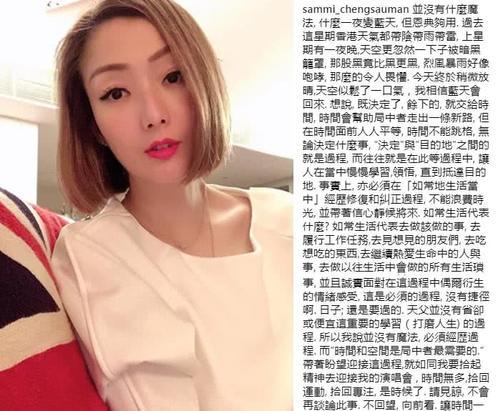 sammi_chengsauman 並沒有什麼魔
法, 什麼一夜變藍天, 但恩典夠用. 過去
這星期香港天氣都帶陰帶雨帶雷, 上星
期有一夜晚,天空更忽然一下子被暗黑
籠罩, 那股黑竟比黑更黑, 烈風暴雨好像
咆哮, 那麼的令人畏懼. 今天終於稍微放
晴,天空似鬆了一口氣，我相信藍天會
回來. 想說, 既決定了, 餘下的, 就交給時
間, 時間會幫助局中者走出一條新路, 但
在時間面前人人平等, 時間不能跳格, 無
論決定什麼事, "決定"與"目的地"之間的
就是過程, 而往往就是在此等過程中, 讓
人在當中慢慢學習,領悟, 直到抵達目的
地. 事實上, 亦必須在「如常地生活當
中」經歷修復和糾正過程, 不能浪費時
光, 並帶著信心靜候將來. 如常生活代表
什麼? 如常生活代表去做該做的事, 去
履行工作任務,去見想見的朋友們, 去吃
想吃的東西,去繼續熱愛生命中的人與
事, 去做以往生活中會做的所有生活瑣
事, 並且誠實面對在這過程中偶爾衍生
的情緒感受, 這是必須的過程, 沒有捷徑
啊. 日子; 還是要過的. 天父並沒有省卻
或便宜這重要的學習（打磨人生) 的過
程. 所以我說並沒有魔法, 必須經歷過
程. 而"時間和空間是局中者最需要的."
帶著盼望迎接這過程,就如同我要抬起
精神去迎接我的演唱會 , 時間無多,拾回
運動, 拾回專注, 是時候了. 請見諒, 不會
再談論此事. 不回望, 向前看. 讓時間一